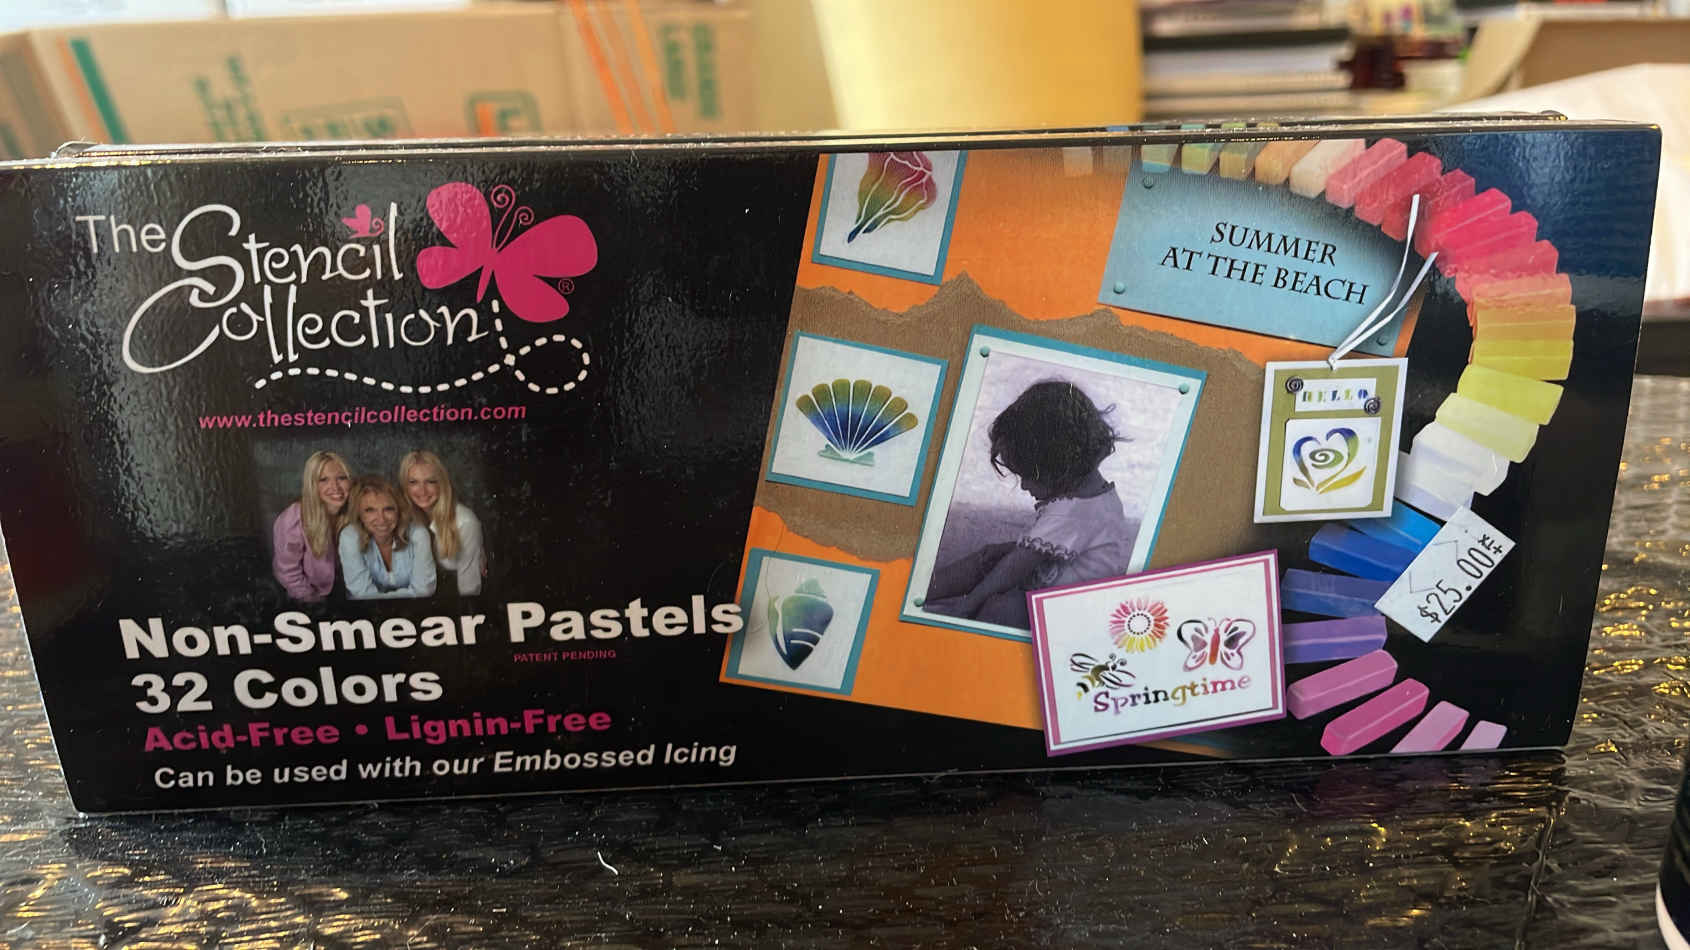 The Stencil
Collection®
www.thestencilcollection.com
Non-Smear Pastels
PATENT PENDING
32 Colors
Acid-Free • Lignin-Free
Can be used with our Embossed Icing
SUMMER
AT THE BEACH
HELLO
$25.00
Springtime